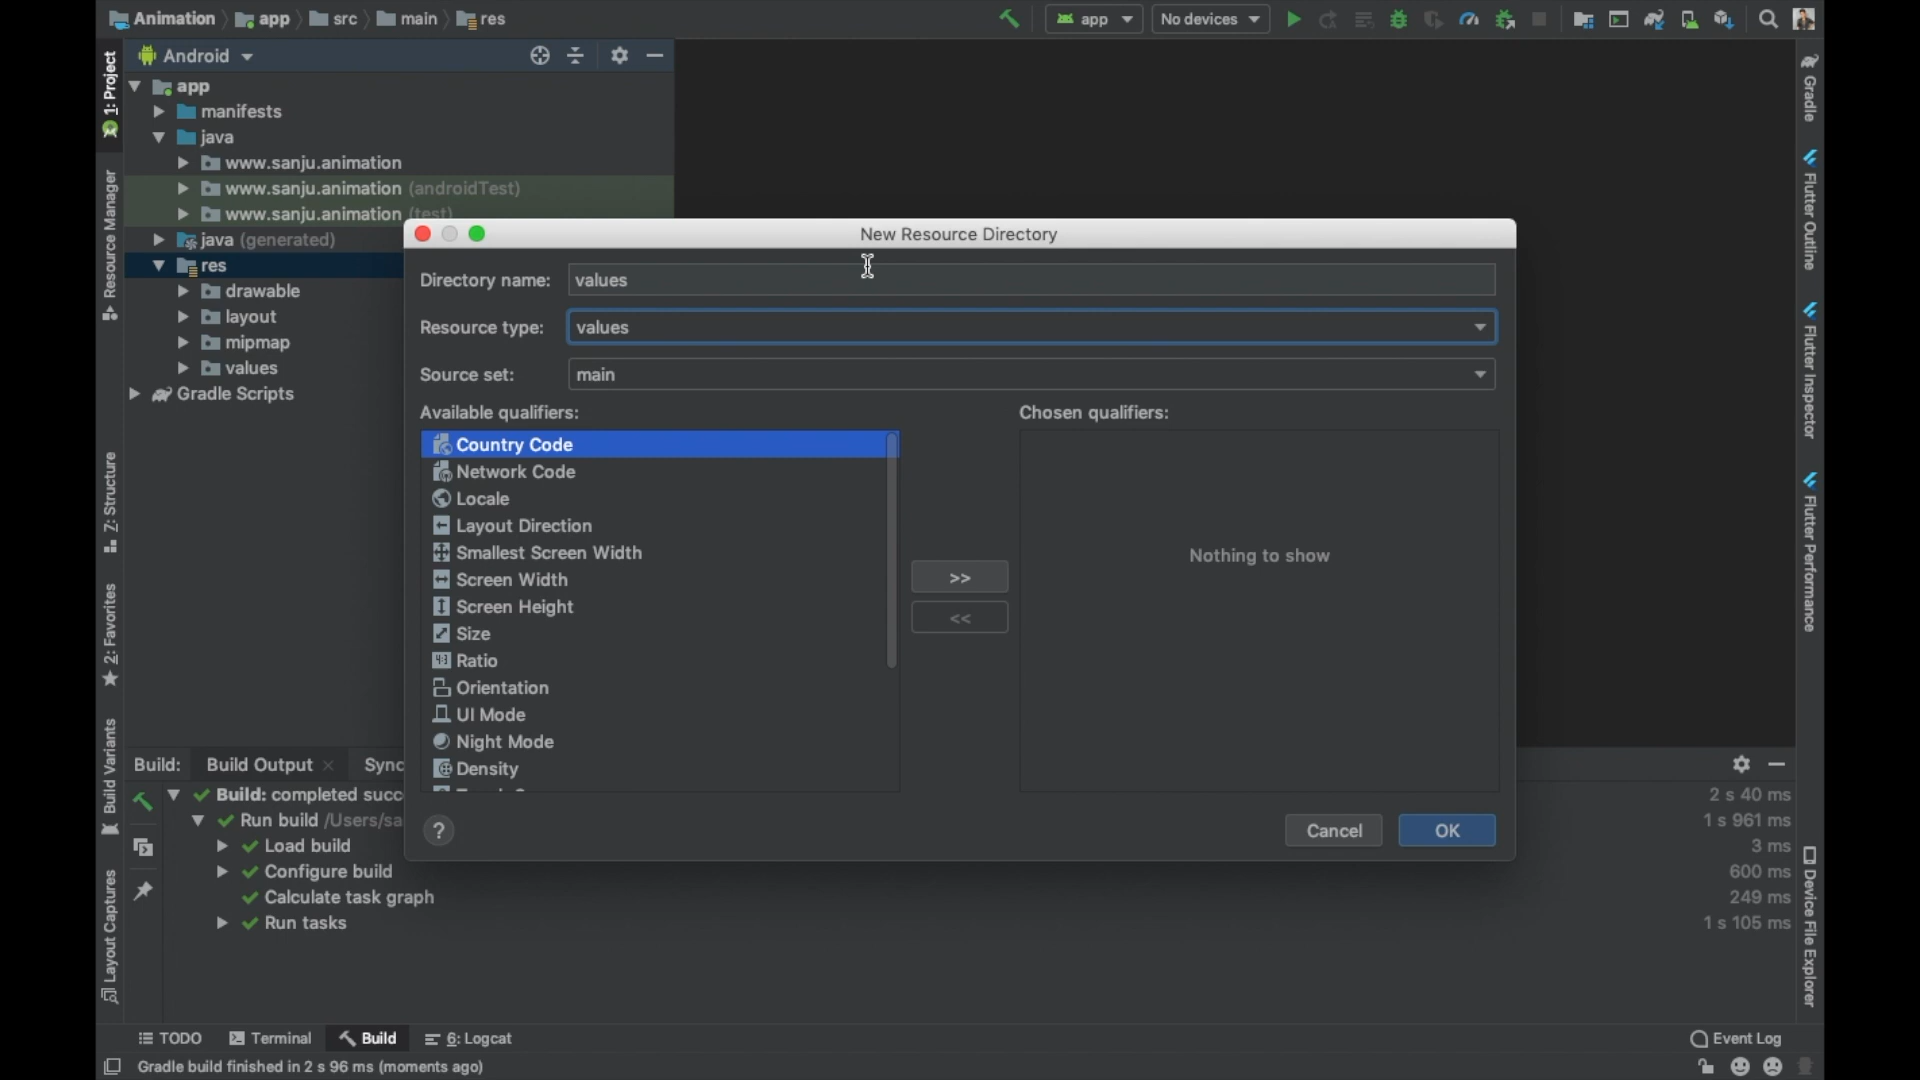 Animation app src main res
app No devices
Android
app
manifests
java
www.sanju.animation
www.sanju.animation (androidTest)
www.sanju.animation (test)
java (generated)
res
drawable
layout
mipmap
values
Gradle Scripts
1: Project
Resource Manager
7: Structure
2: Favorites
Build Variants
Layout Captures
New Resource Directory
Directory name: values
Resource type: values
Source set: main
Available qualifiers:
Chosen qualifiers:
Country Code
Network Code
Locale
Layout Direction
Smallest Screen Width
Screen Width
Screen Height
Size
Ratio
Orientation
UI Mode
Night Mode
Density
>>
<<
Nothing to show
?
Cancel
OK
Gradle
Flutter Outline
Flutter Inspector
Flutter Performance
Device File Explorer
Build: Build Output Sync
Build: completed succ 2 s 40 ms
Run build /Users/sa 1 s 961 ms
Load build 3 ms
Configure build 600 ms
Calculate task graph 249 ms
Run tasks 1 s 105 ms
TODO Terminal Build 6: Logcat Event Log
Gradle build finished in 2 s 96 ms (moments ago)